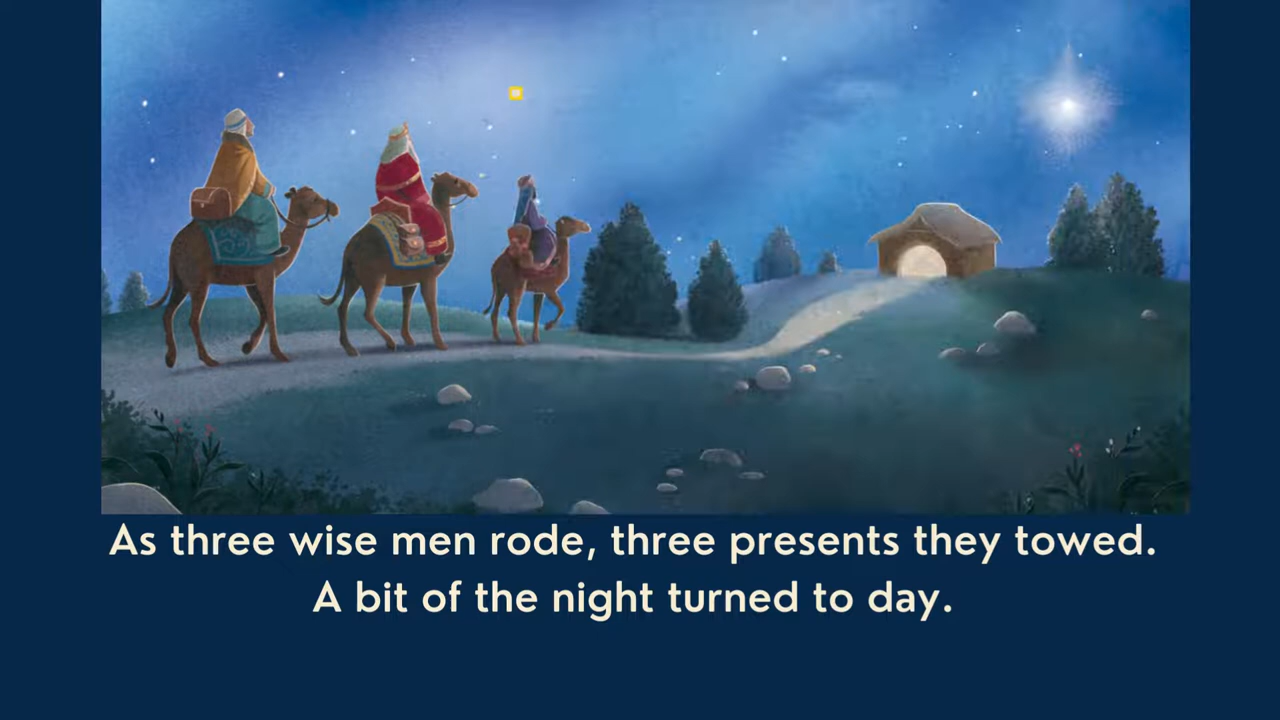 As three wise men rode, three presents they towed.
A bit of the night turned to day.